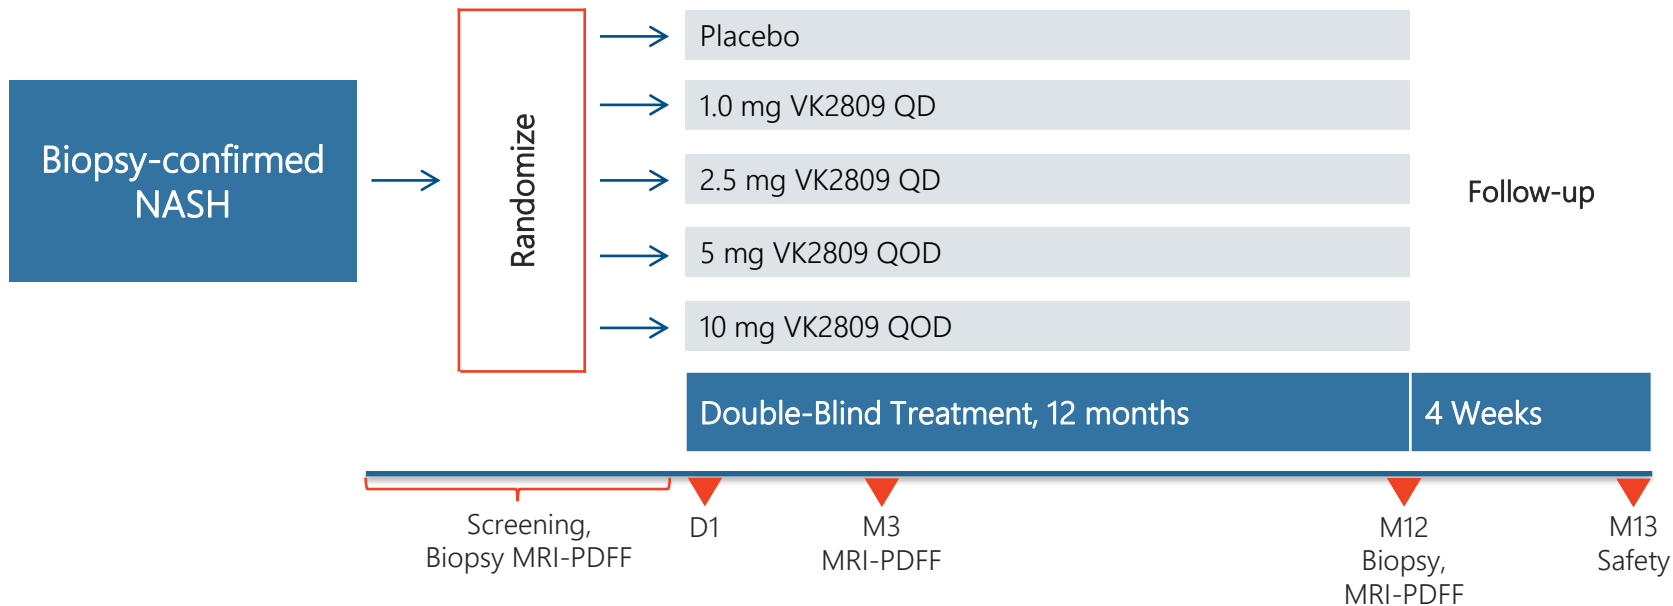 Biopsy-confirmed
NASH
Randomize
Placebo
1.0 mg VK2809 QD
2.5 mg VK2809 QD
5 mg VK2809 QOD
10 mg VK2809 QOD
Follow-up
Double-Blind Treatment, 12 months
4 Weeks
Screening,
Biopsy MRI-PDFF
D1
M3
MRI-PDFF
M12
Biopsy,
MRI-PDFF
M13
Safety